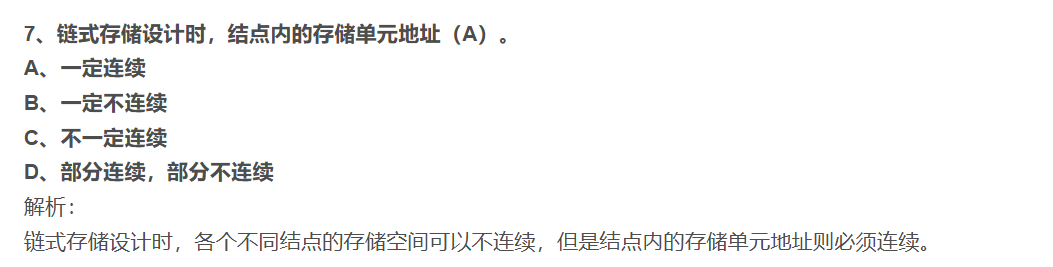 7、链式存储设计时，结点内的存储单元地址（A）。
A、一定连续
B、一定不连续
C、不一定连续
D、部分连续，部分不连续
解析：
链式存储设计时，各个不同结点的存储空间可以不连续，但是结点内的存储单元地址则必须连续。